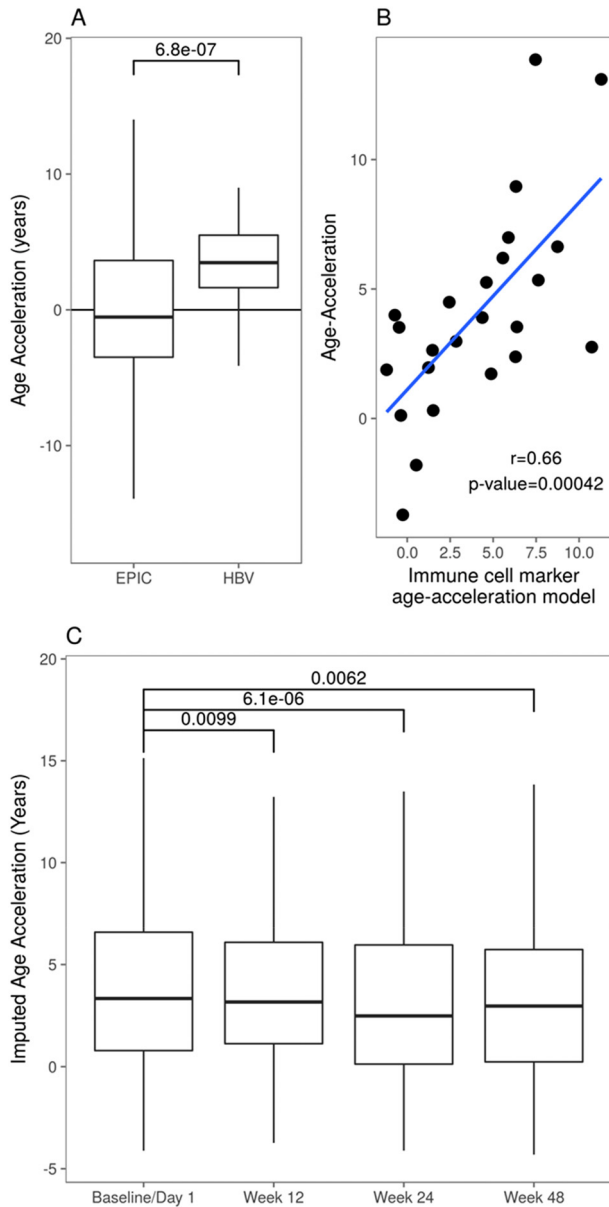 A
6.8e-07
20
10
0
-10
Age Acceleration (years)
EPIC
HBV
B
10
5
0
Age-Acceleration
r=0.66
p-value=0.00042
0.0
2.5
5.0
7.5
10.0
Immune cell marker
age-acceleration model
C
0.0062
6.1e-06
0.0099
20
15
10
5
0
-5
Imputed Age Acceleration (Years)
Baseline/Day 1
Week 12
Week 24
Week 48